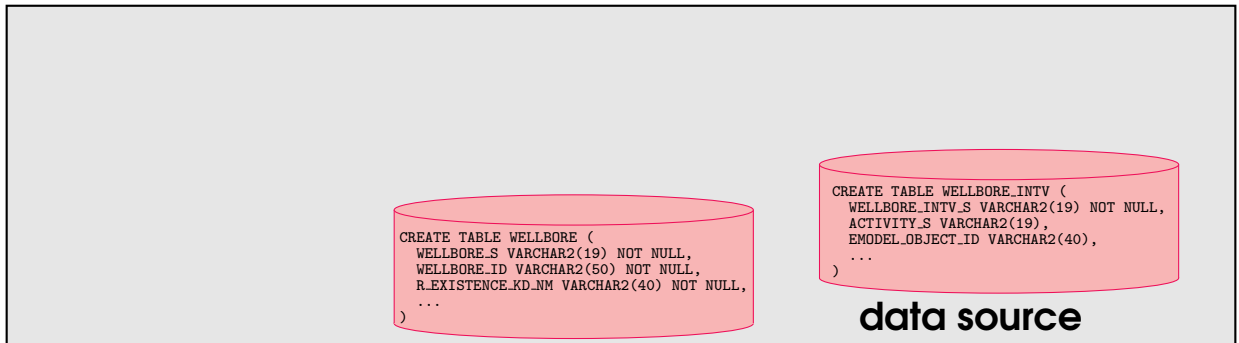 CREATE TABLE WELLBORE (
WELLBORE_S VARCHAR2(19) NOT NULL,
WELLBORE_ID VARCHAR2(50) NOT NULL,
R_EXISTENCE_KD_NM VARCHAR2(40) NOT NULL,
...
)
CREATE TABLE WELLBORE_INTV (
WELLBORE_INTV_S VARCHAR2(19) NOT NULL,
ACTIVITY_S VARCHAR2(19),
EMODEL_OBJECT_ID VARCHAR2(40),
...
)
data source